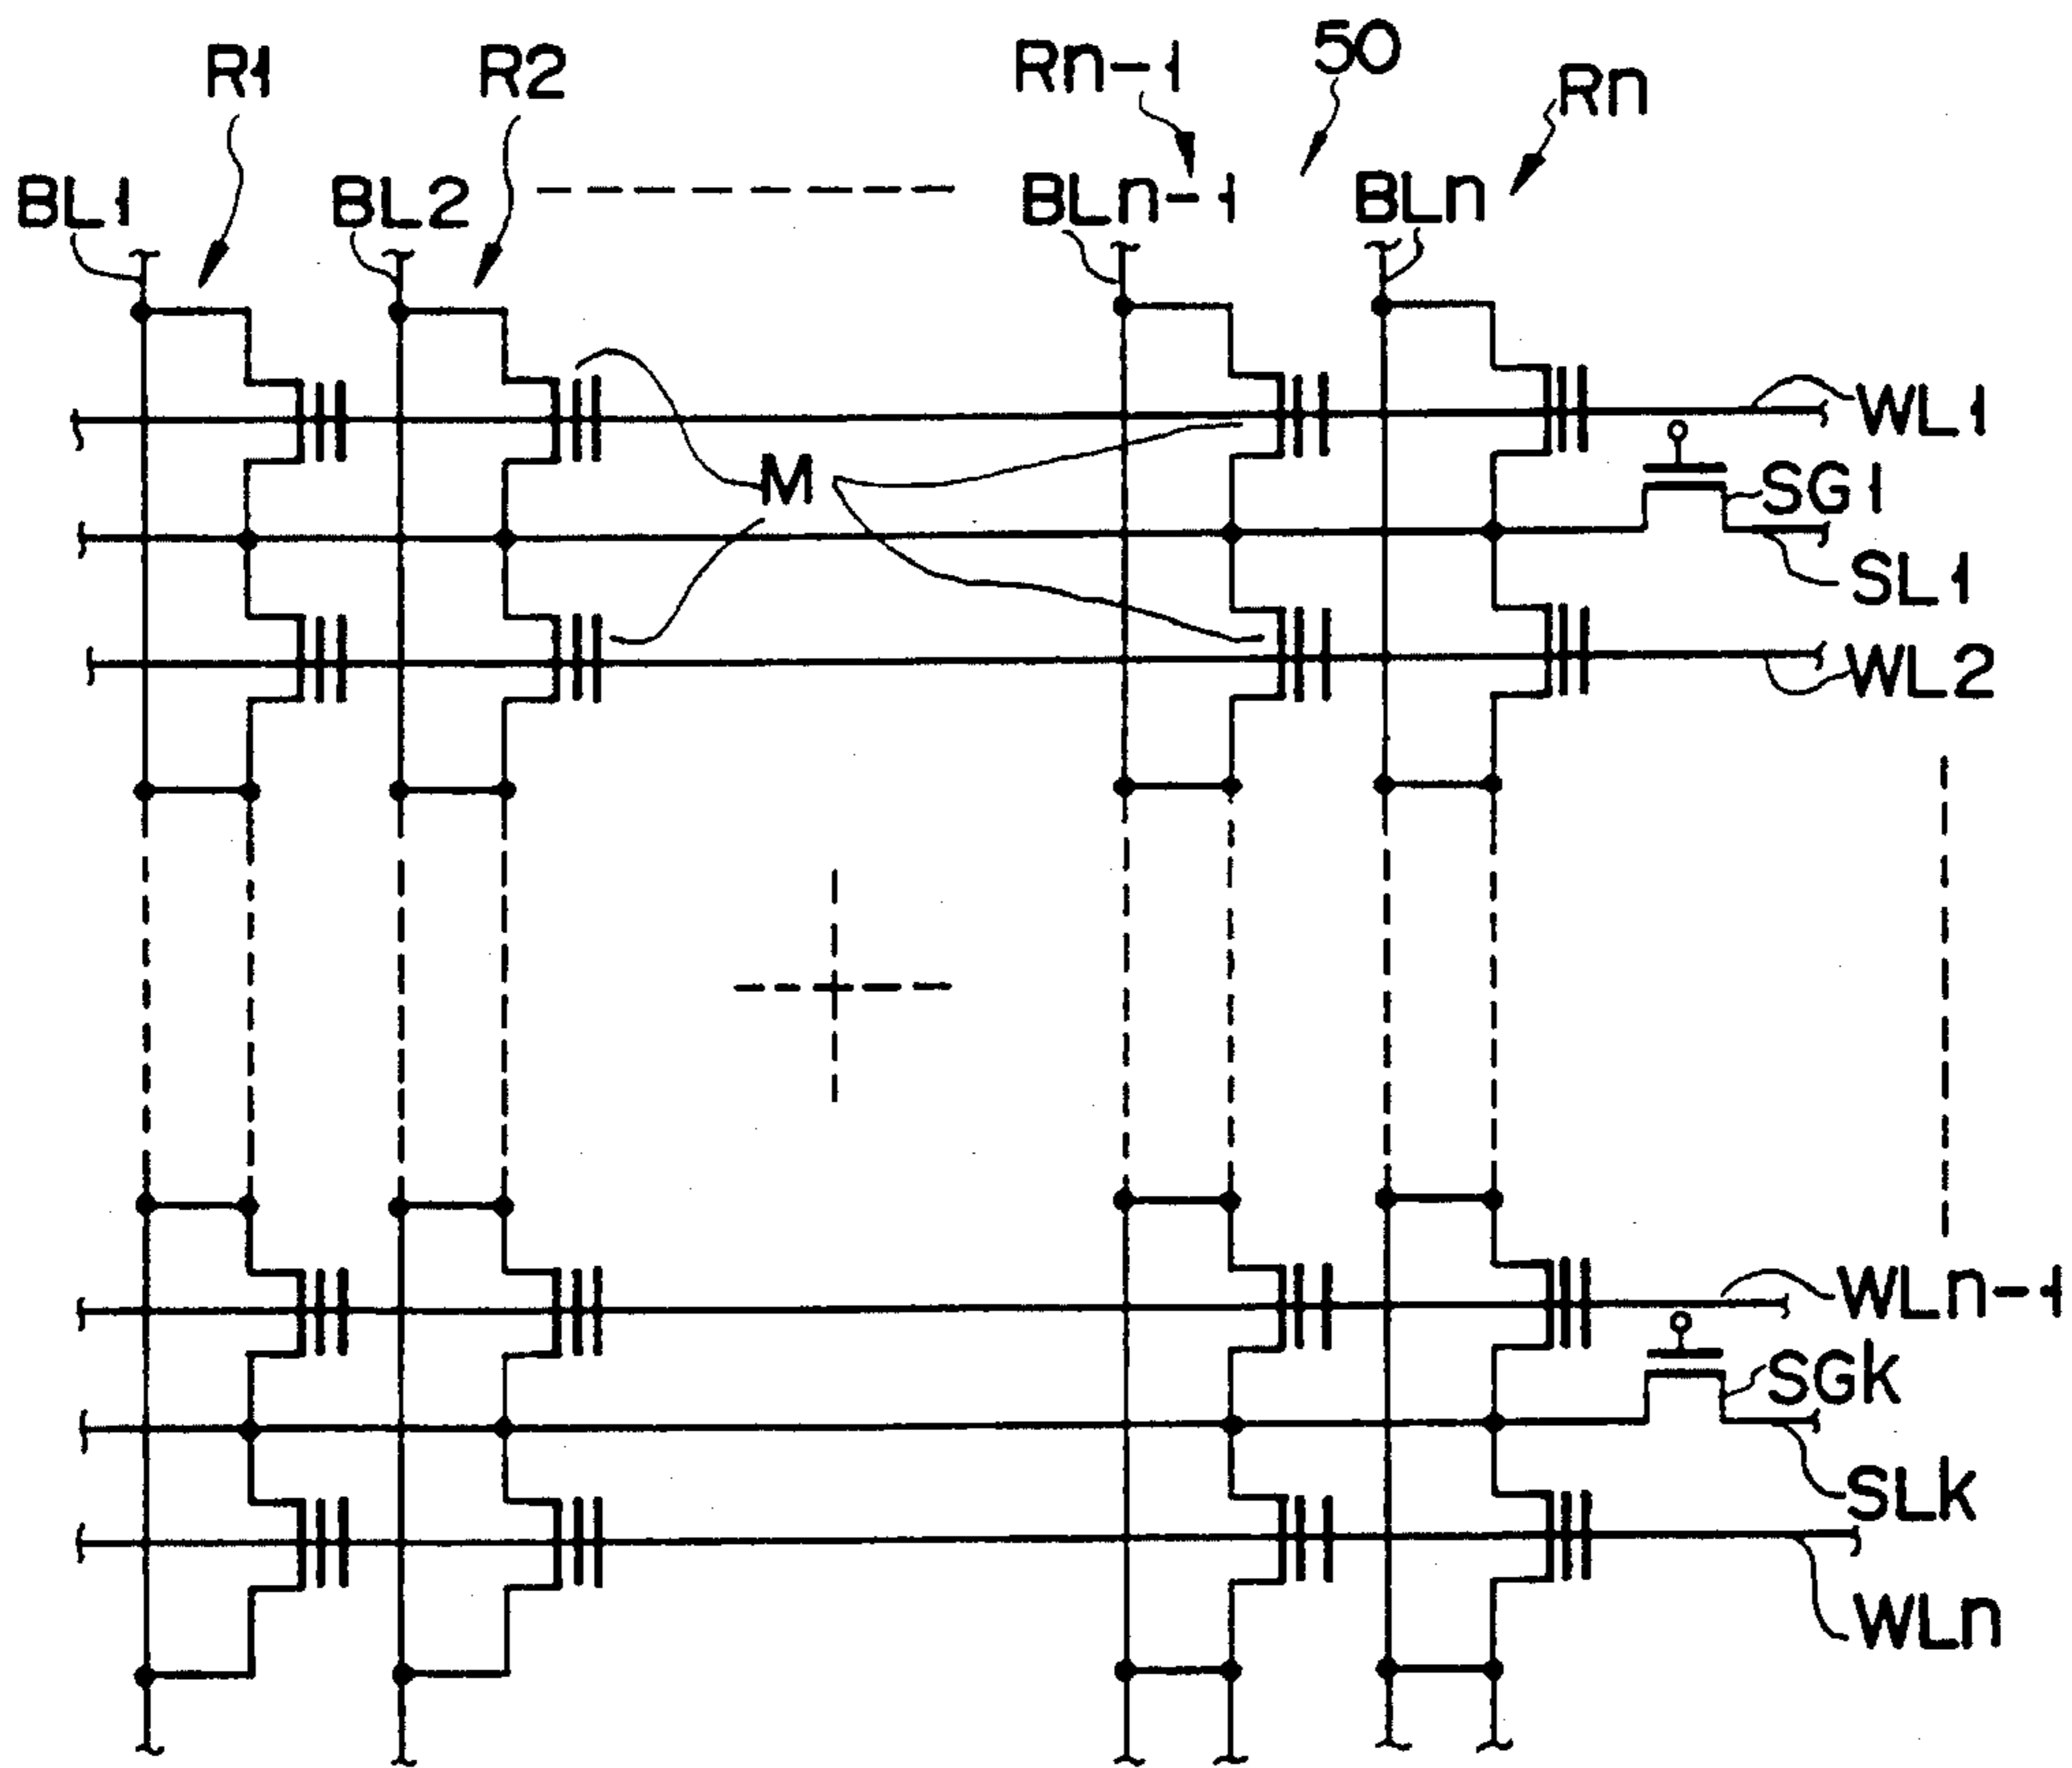 R1
R2
Rn-1
50
Rn
BL1
BL2
BLn-1
BLn
WL1
M
SG1
SL1
WL2
WLn-1
SGk
SLk
WLn